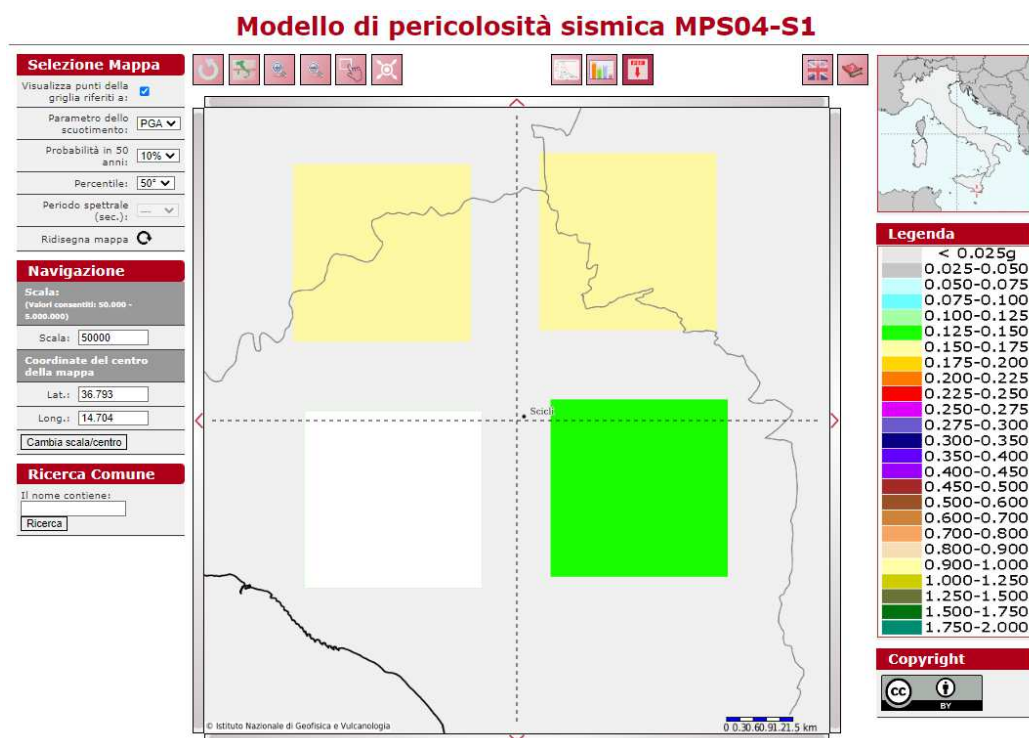 Modello di pericolosità sismica MPS04-S1
Selezione Mappa
Visualizza punti della
griglia riferiti a:
Parametro dello
scuotimento: PGA
Probabilità in 50
anni: 10%
Percentile: 50°
Periodo spettrale
(sec.): ---
Ridisegna mappa
Navigazione
Scala:
(Valori consentiti: 50.000 -
5.000.000)
Scala: 50000
Coordinate del centro
della mappa
Lat.: 36.793
Long.: 14.704
Cambia scala/centro
Ricerca Comune
Il nome contiene:
Ricerca
Scicli
© Istituto Nazionale di Geofisica e Vulcanologia
0 0.30.60.91.21.5 km
Legenda
< 0.025g
0.025-0.050
0.050-0.075
0.075-0.100
0.100-0.125
0.125-0.150
0.150-0.175
0.175-0.200
0.200-0.225
0.225-0.250
0.250-0.275
0.275-0.300
0.300-0.350
0.350-0.400
0.400-0.450
0.450-0.500
0.500-0.600
0.600-0.700
0.700-0.800
0.800-0.900
0.900-1.000
1.000-1.250
1.250-1.500
1.500-1.750
1.750-2.000
Copyright
cc
BY